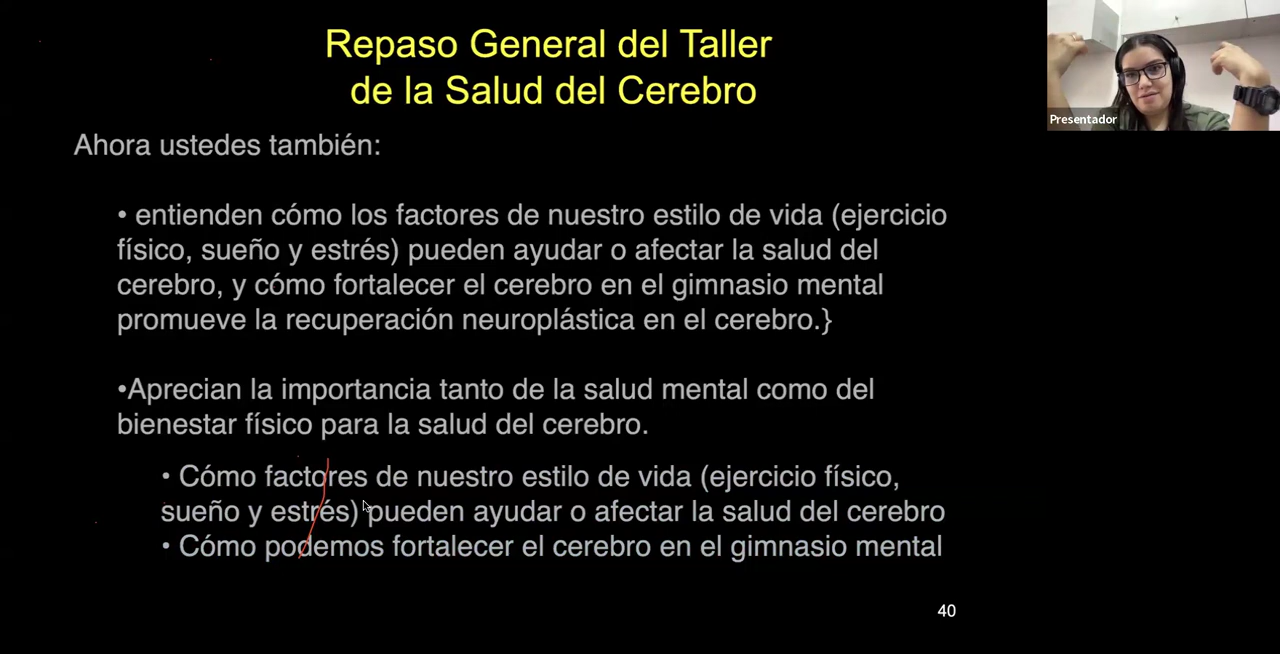 Repaso General del Taller
de la Salud del Cerebro
Presentador
Ahora ustedes también:
• entienden cómo los factores de nuestro estilo de vida (ejercicio
físico, sueño y estrés) pueden ayudar o afectar la salud del
cerebro, y cómo fortalecer el cerebro en el gimnasio mental
promueve la recuperación neuroplástica en el cerebro.}
•Aprecian la importancia tanto de la salud mental como del
bienestar físico para la salud del cerebro.
• Cómo factores de nuestro estilo de vida (ejercicio físico,
sueño y estrés) pueden ayudar o afectar la salud del cerebro
• Cómo podemos fortalecer el cerebro en el gimnasio mental
40